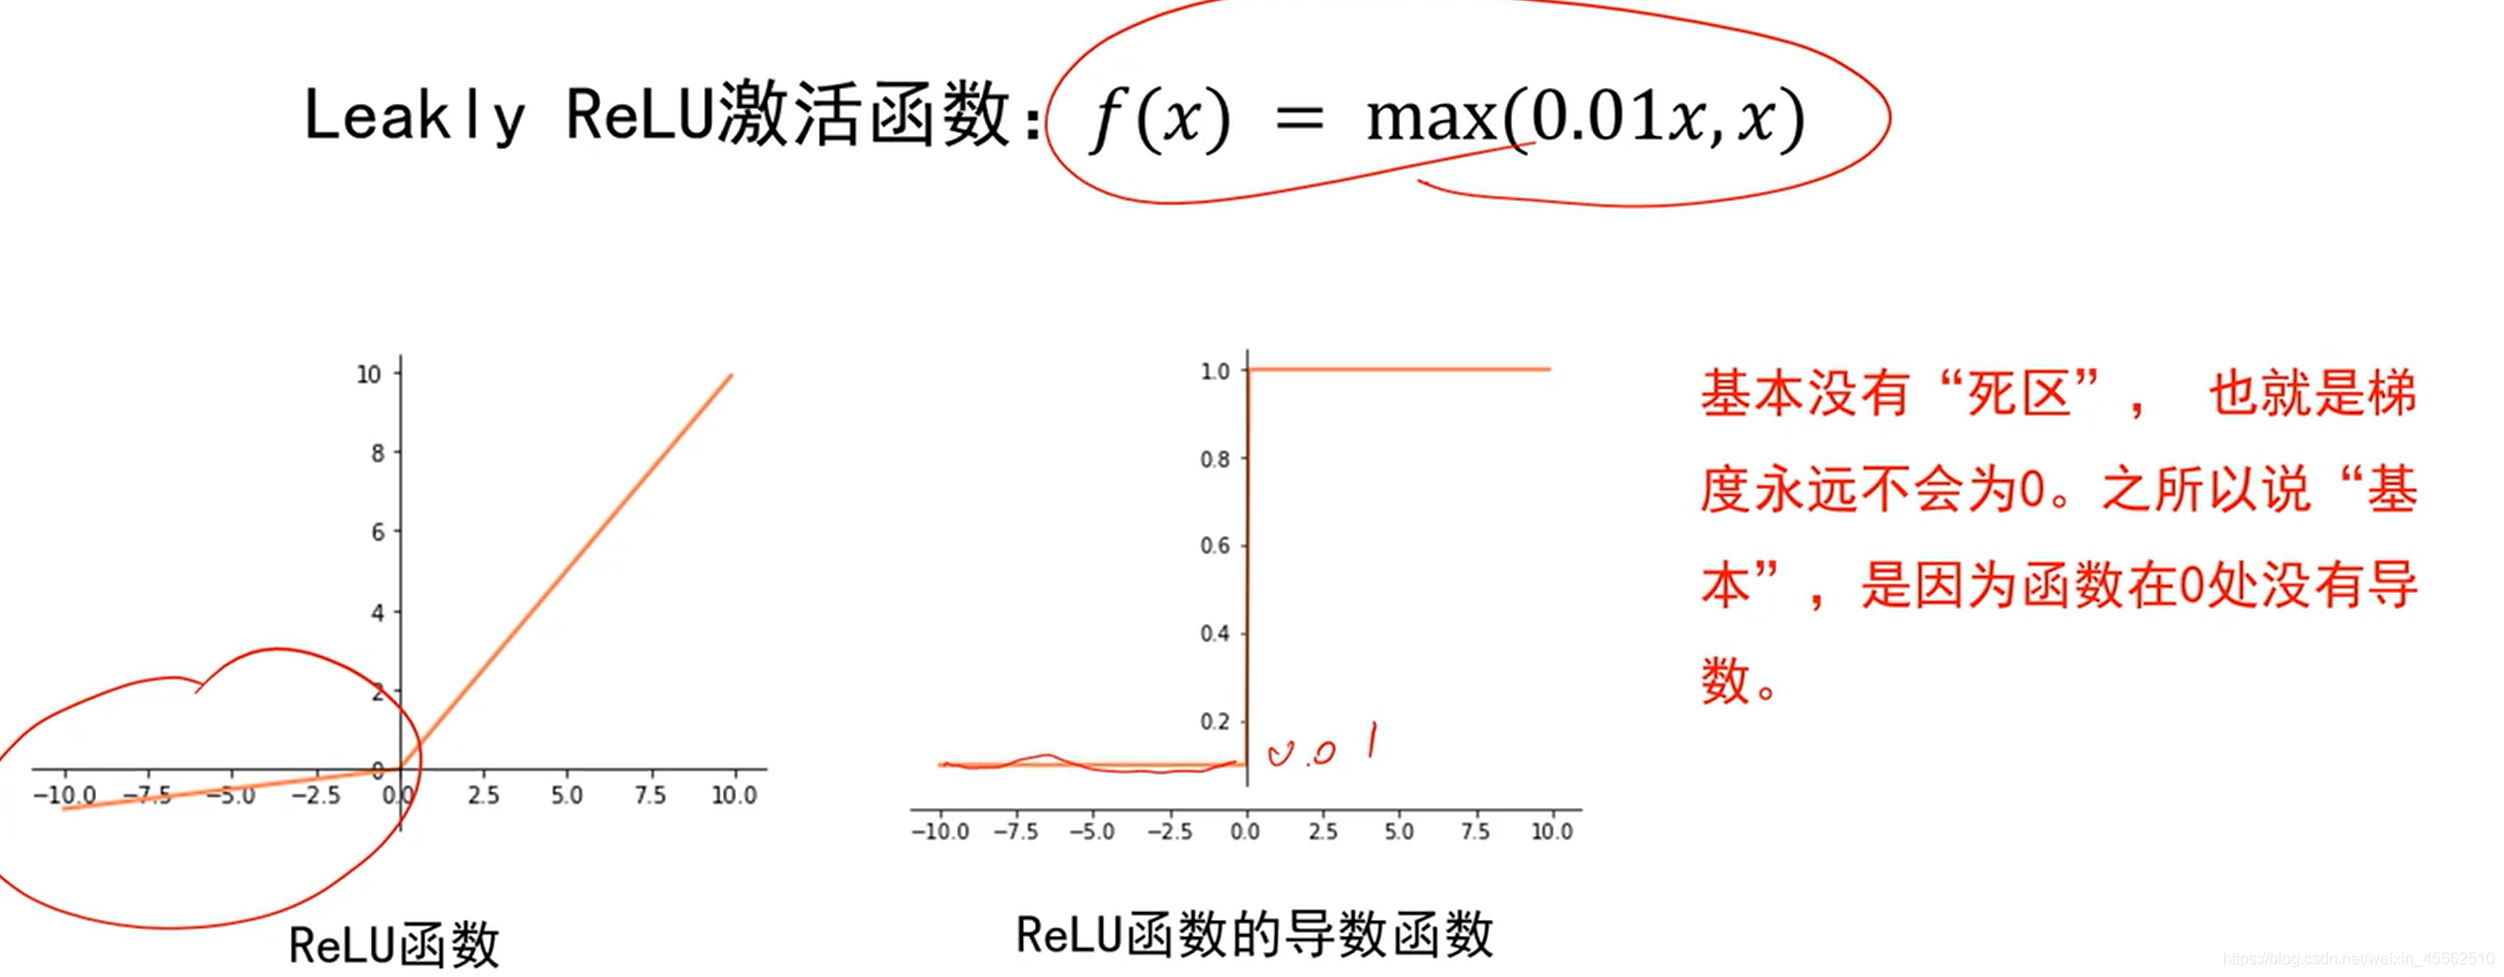 Leakly ReLU激活函数: f(x) = max(0.01x, x)
10
8
6
4
2
0
−10.0 −7.5 −5.0 −2.5 0.0 2.5 5.0 7.5 10.0
ReLU函数
1.0
0.8
0.6
0.4
0.2
0.01
−10.0 −7.5 −5.0 −2.5 0.0 2.5 5.0 7.5 10.0
ReLU函数的导数函数
基本没有“死区”， 也就是梯
度永远不会为0。之所以说“基
本”，是因为函数在0处没有导
数。
https://blog.csdn.net/weixin_45562510